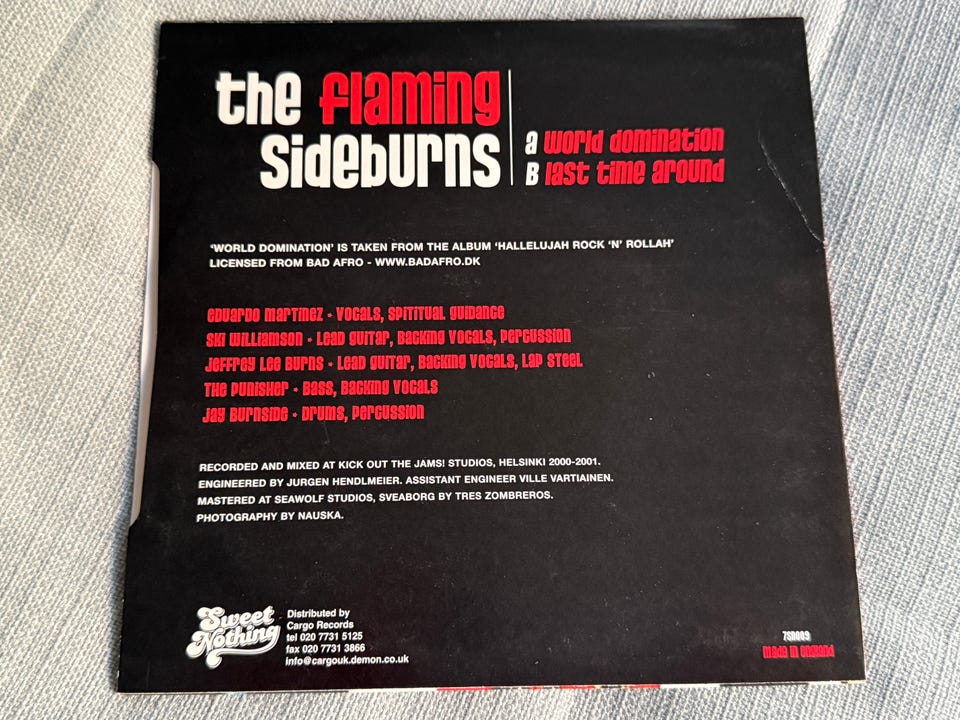 the flaming
sideburns
a world domination
B last time around
'WORLD DOMINATION' IS TAKEN FROM THE ALBUM 'HALLELUJAH ROCK 'N' ROLLAH'
LICENSED FROM BAD AFRO - WWW.BADAFRO.DK
eduardo martinez - vocals, spititual guidance
ski williamson - lead guitar, backing vocals, percussion
jeffrey lee burns - lead guitar, backing vocals, lap steel
the punisher - bass, backing vocals
jay burnside - drums, percussion
RECORDED AND MIXED AT KICK OUT THE JAMS! STUDIOS, HELSINKI 2000-2001.
ENGINEERED BY JURGEN HENDLMEIER. ASSISTANT ENGINEER VILLE VARTIAINEN.
MASTERED AT SEAWOLF STUDIOS, SVEABORG BY TRES ZOMBREROS.
PHOTOGRAPHY BY NAUSKA.
Sweet
Nothing
Distributed by
Cargo Records
tel 020 7731 5125
fax 020 7731 3866
info@cargouk.demon.co.uk
7SN009
made in england